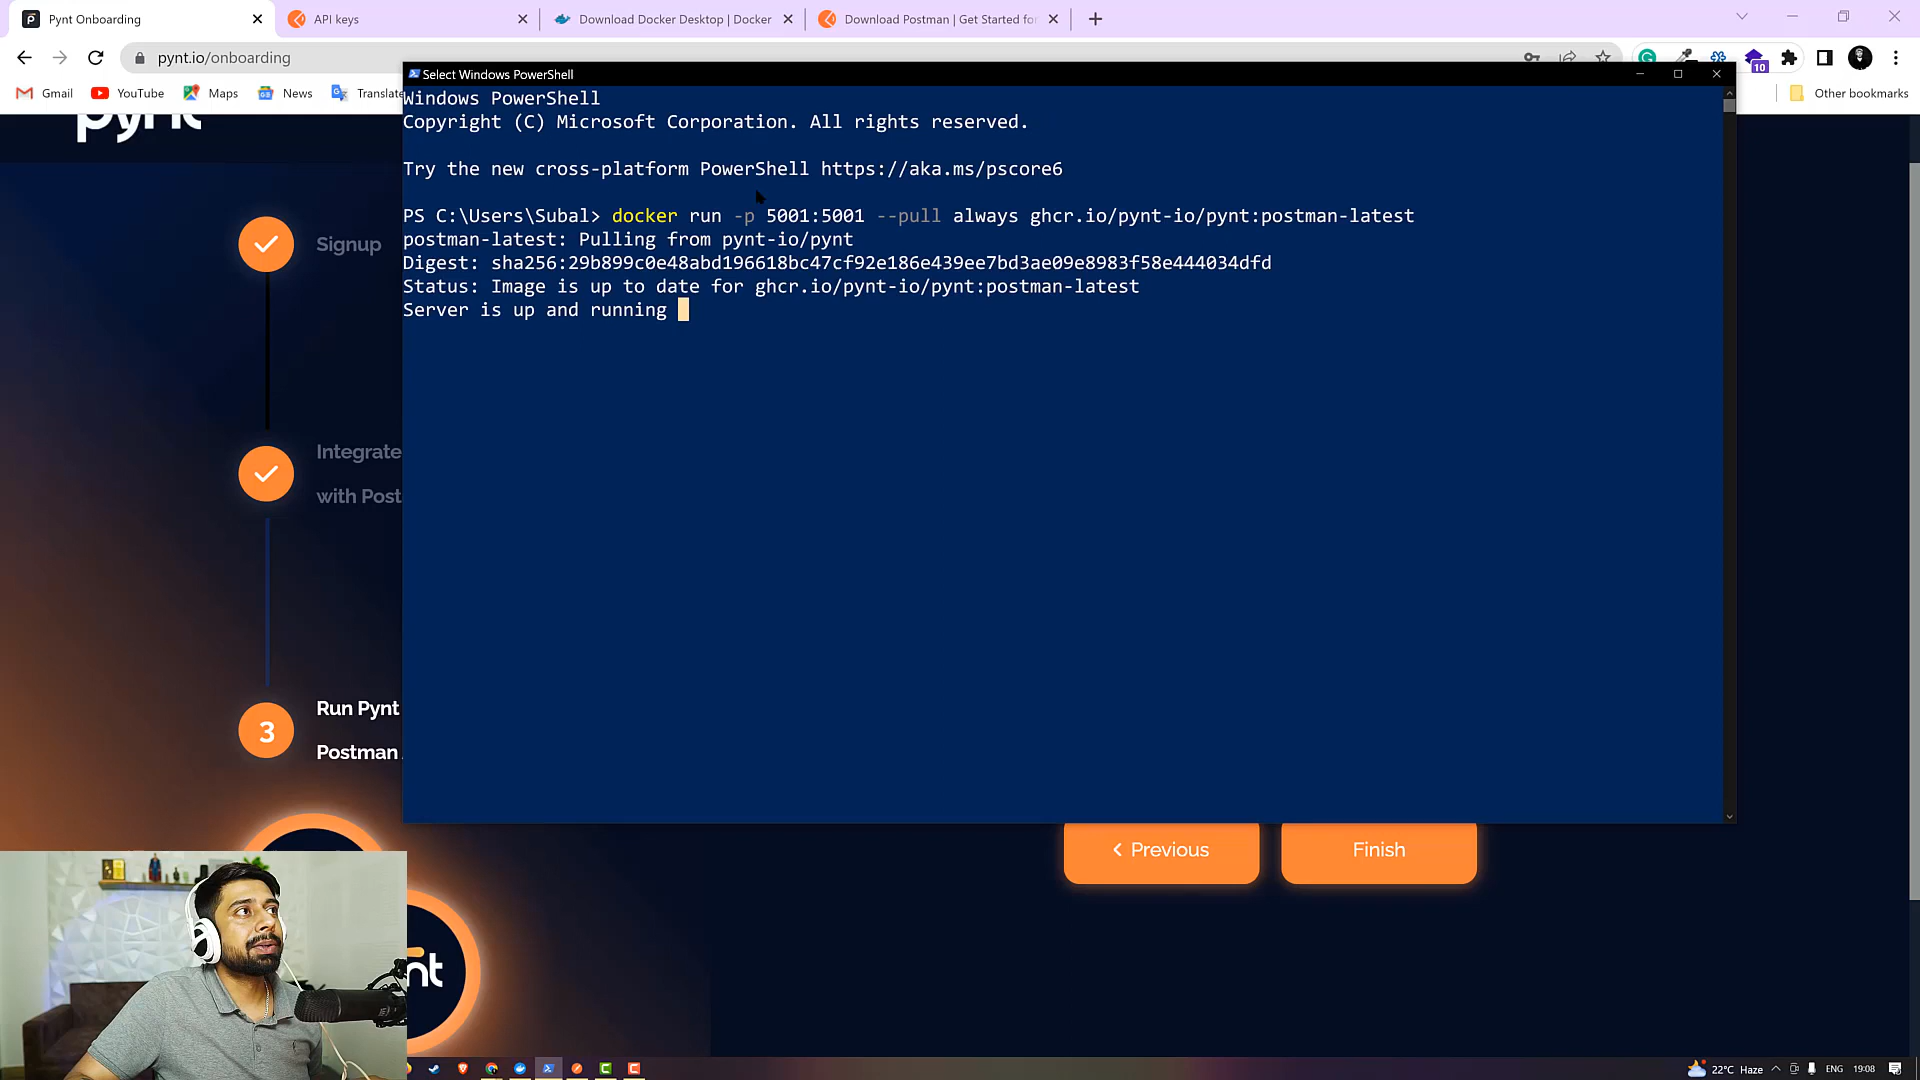 Pynt Onboarding
API keys
Download Docker Desktop | Docker
Download Postman | Get Started for
pynt.io/onboarding
10
Gmail
YouTube
Maps
News
Translate
Other bookmarks
pynt
Select Windows PowerShell
Windows PowerShell
Copyright (C) Microsoft Corporation. All rights reserved.
Try the new cross-platform PowerShell https://aka.ms/pscore6
PS C:\Users\Subal> docker run -p 5001:5001 --pull always ghcr.io/pynt-io/pynt:postman-latest
postman-latest: Pulling from pynt-io/pynt
Digest: sha256:29b899c0e48abd196618bc47cf92e186e439ee7bd3ae09e8983f58e444034dfd
Status: Image is up to date for ghcr.io/pynt-io/pynt:postman-latest
Server is up and running
Signup
Integrate
with Post
3
Run Pynt
Postman
Previous
Finish
nt
22°C Haze
ENG
19:08